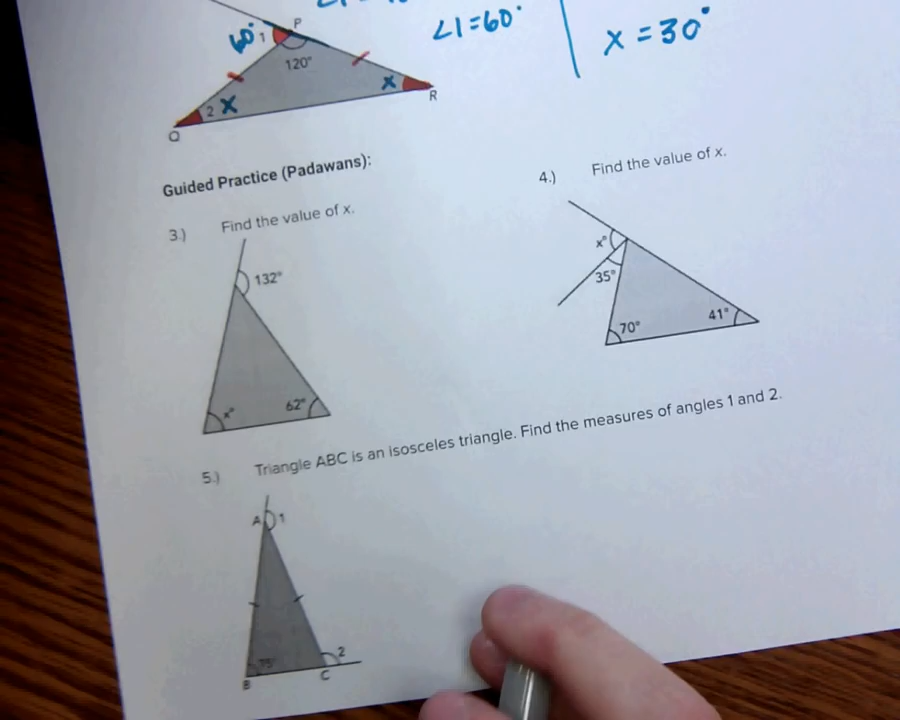 P
60° 1
∠1=60°
x = 30°
120°
2 x
x
R
Q
Guided Practice (Padawans):
3.) Find the value of x.
132°
x°
62°
4.) Find the value of x.
x°
35°
70°
41°
5.) Triangle ABC is an isosceles triangle. Find the measures of angles 1 and 2.
A 1
75°
2
B
C